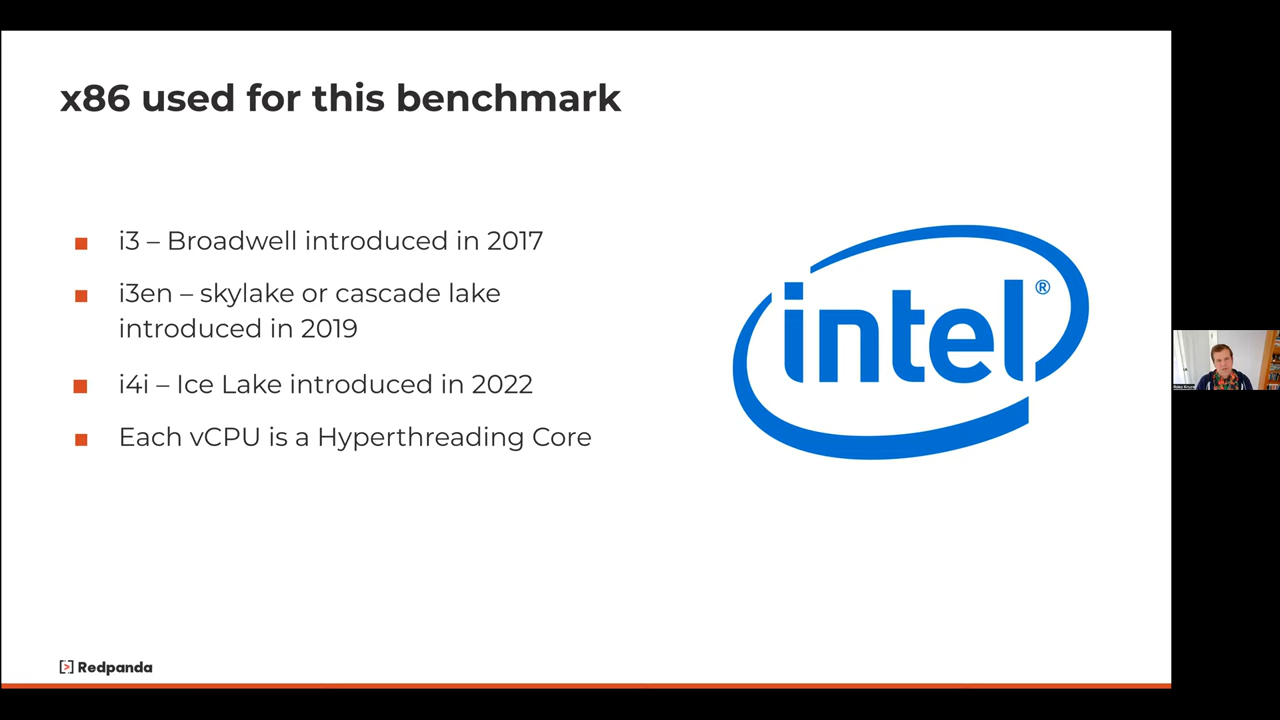 x86 used for this benchmark
i3 – Broadwell introduced in 2017
i3en – skylake or cascade lake
introduced in 2019
i4i – Ice Lake introduced in 2022
Each vCPU is a Hyperthreading Core
intel®
Redpanda